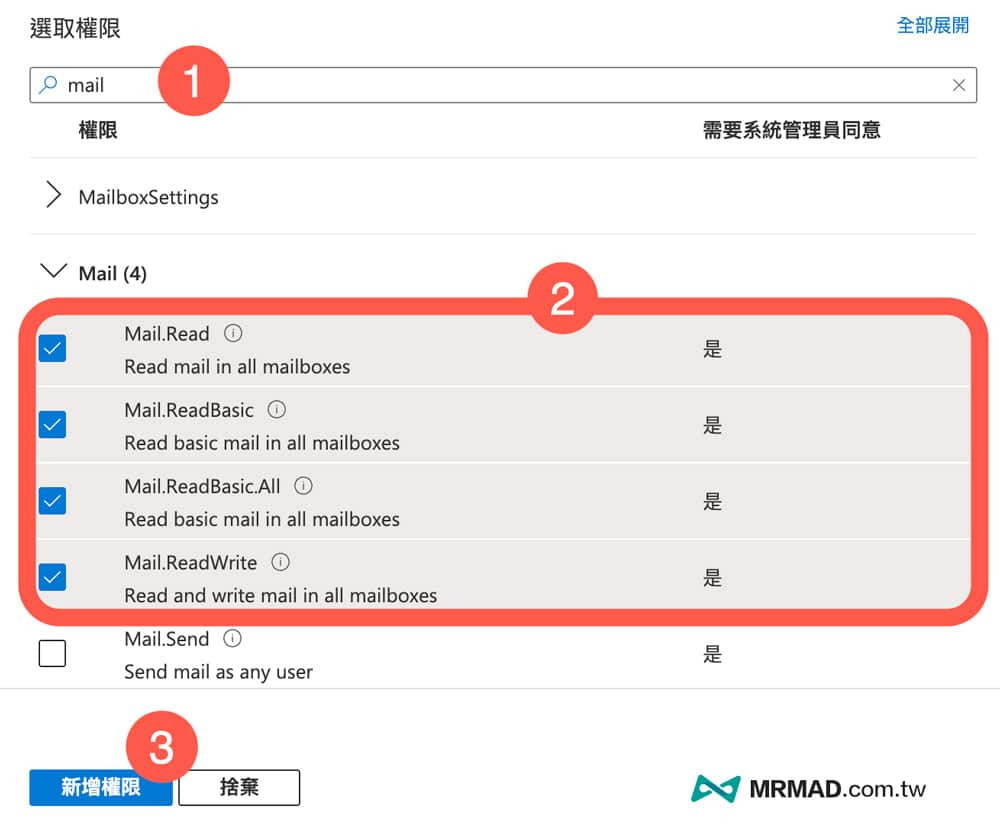 選取權限
全部展開
mail
1
權限
需要系統管理員同意
MailboxSettings
Mail (4)
2
Mail.Read
Read mail in all mailboxes
是
Mail.ReadBasic
Read basic mail in all mailboxes
是
Mail.ReadBasic.All
Read basic mail in all mailboxes
是
Mail.ReadWrite
Read and write mail in all mailboxes
是
Mail.Send
Send mail as any user
是
3
新增權限
捨棄
MRMAD.com.tw